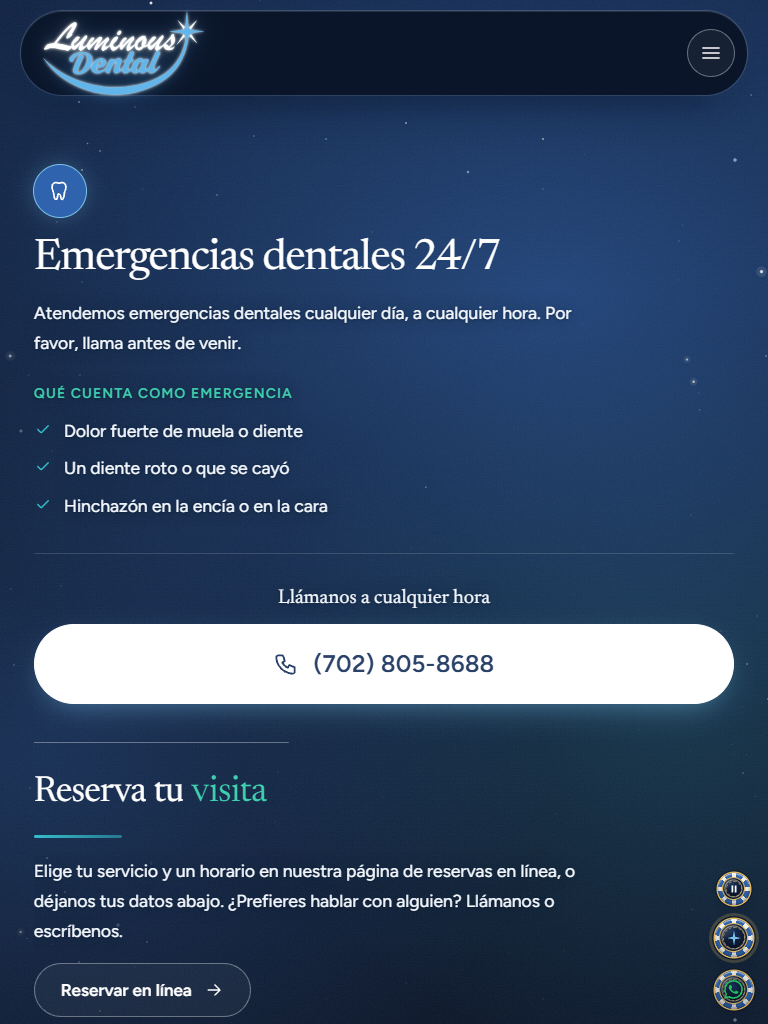 Luminous
Dental
Emergencias dentales 24/7
Atendemos emergencias dentales cualquier día, a cualquier hora. Por
favor, llama antes de venir.
QUÉ CUENTA COMO EMERGENCIA
Dolor fuerte de muela o diente
Un diente roto o que se cayó
Hinchazón en la encía o en la cara
Llámanos a cualquier hora
(702) 805-8688
Reserva tu visita
Elige tu servicio y un horario en nuestra página de reservas en línea, o
déjanos tus datos abajo. ¿Prefieres hablar con alguien? Llámanos o
escríbenos.
Reservar en línea